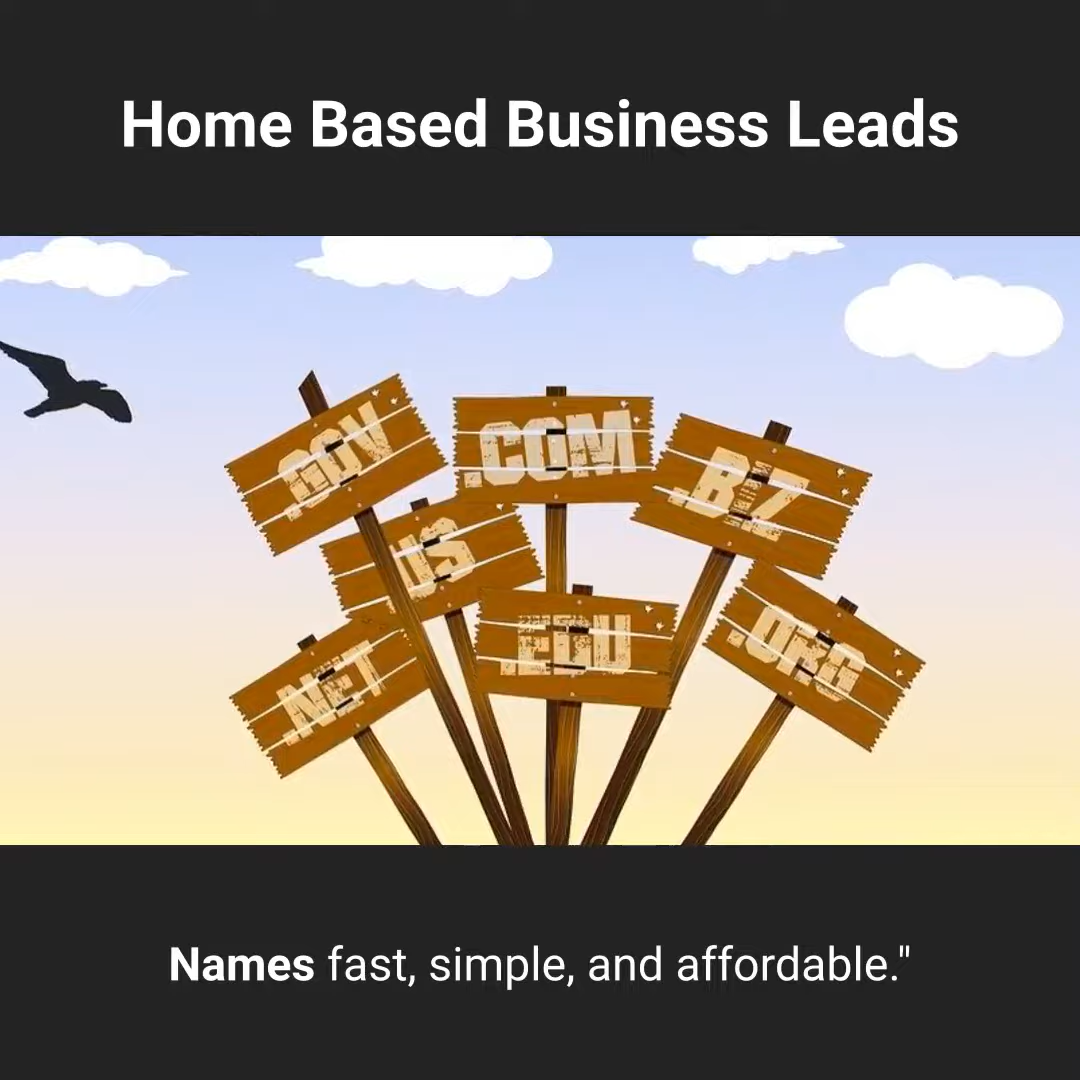 Home Based Business Leads
.GOV
.COM
.BIZ
.US
.EDU
.ORG
.NET
Names fast, simple, and affordable."